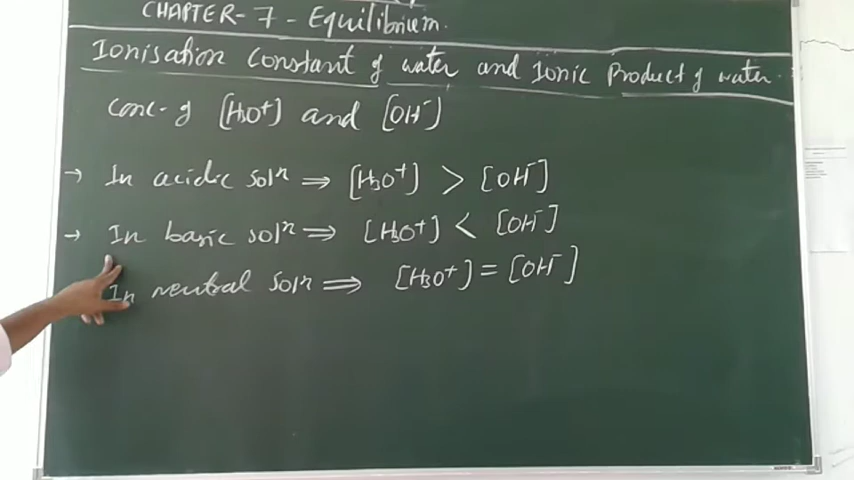 CHAPTER-7-Equilibrium.
Ionisation Constant of water and Ionic Product of water.
Conc. of [H3O+] and [OH-]
→ In acidic solⁿ ⇒ [H3O+] > [OH-]
→ In basic solⁿ ⇒ [H3O+] < [OH-]
In neutral solⁿ ⇒ [H3O+] = [OH-]